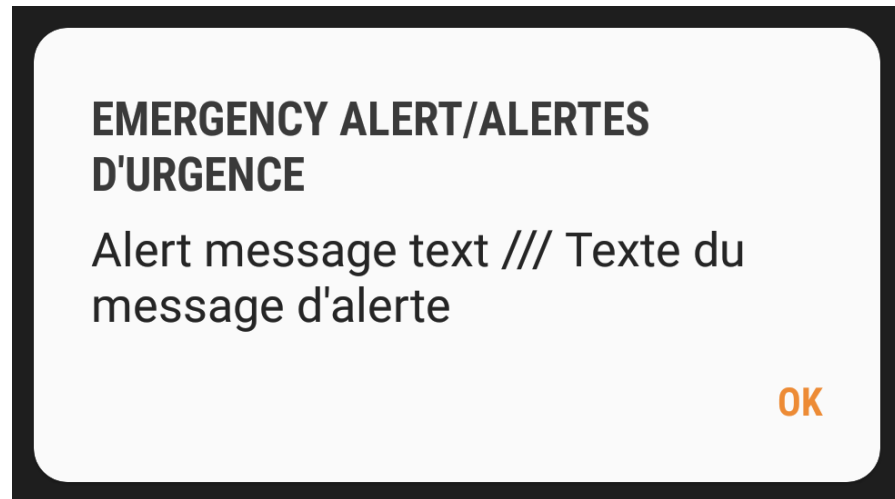 EMERGENCY ALERT/ALERTES
D'URGENCE
Alert message text /// Texte du
message d'alerte
OK